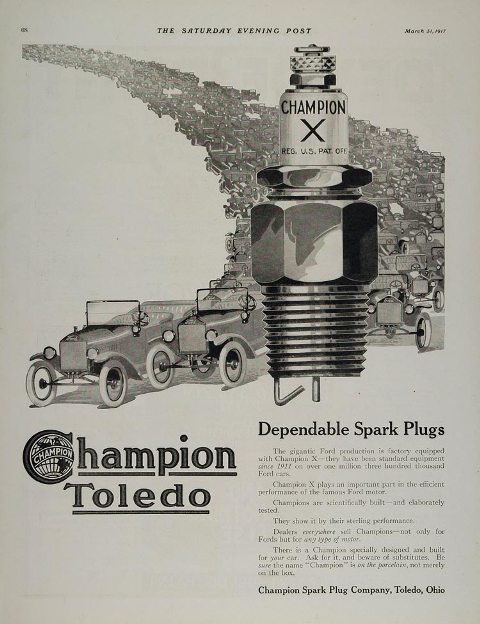 68 THE SATURDAY EVENING POST March 31, 1917
CHAMPION
X
REG. U.S. PAT. OFF.
Dependable Spark Plugs
CHAMPION
Champion
Toledo
The gigantic Ford production is factory equipped
with Champion X—they have been standard equipment
since 1911 on over one million three hundred thousand
Ford cars.
Champion X plays an important part in the efficient
performance of the famous Ford motor.
Champions are scientifically built—and elaborately
tested.
They show it by their sterling performance.
Dealers everywhere sell Champions—not only for
Fords but for any type of motor.
There is a Champion specially designed and built
for your car. Ask for it, and beware of substitutes. Be
sure the name "Champion" is on the porcelain, not merely
on the box.
Champion Spark Plug Company, Toledo, Ohio